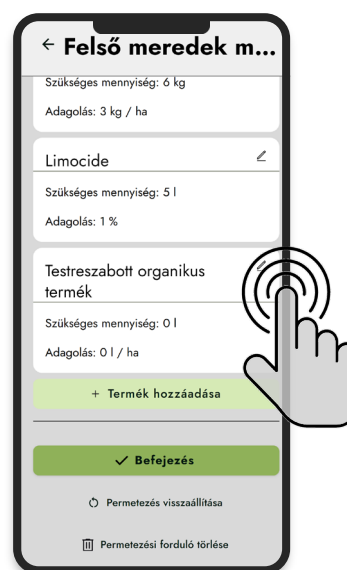 Felső meredek m...
Szükséges mennyiség: 6 kg
Adagolás: 3 kg / ha
Limocide
Szükséges mennyiség: 5 l
Adagolás: 1 %
Testreszabott organikus
termék
Szükséges mennyiség: 0 l
Adagolás: 0 l / ha
+ Termék hozzáadása
Befejezés
Permetezés visszaállítása
Permetezési forduló törlése